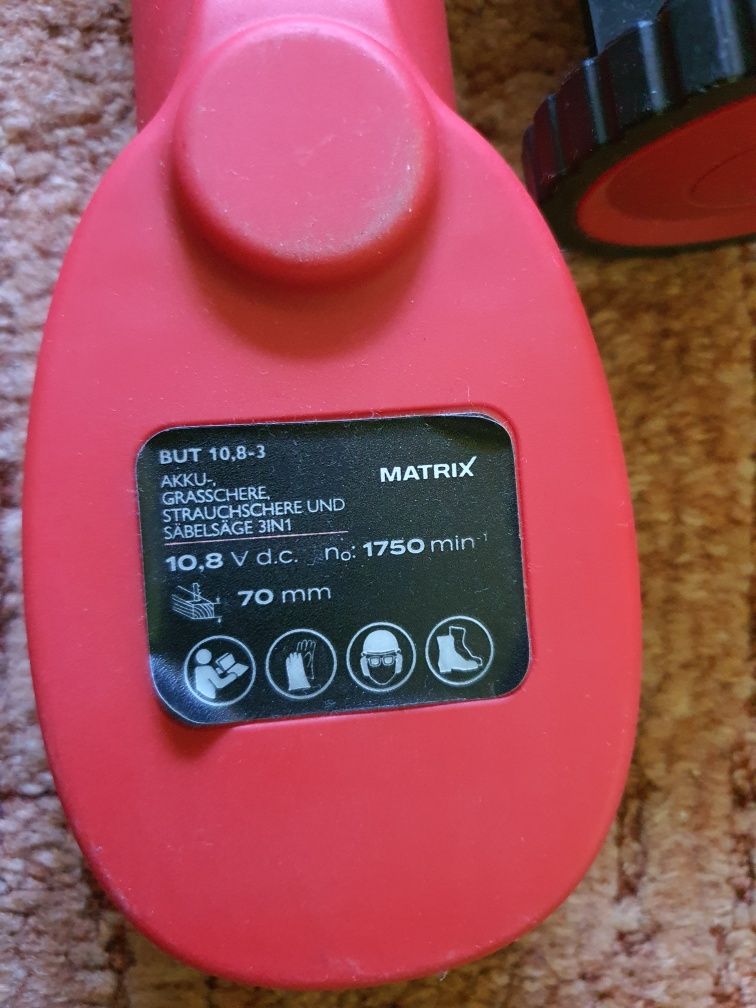 BUT 10,8-3
MATRIX
AKKU-,
GRASSCHERE,
STRAUCHSCHERE UND
SÄBELSÄGE 3IN1
10,8 V d.c. n₀: 1750 min⁻¹
70 mm